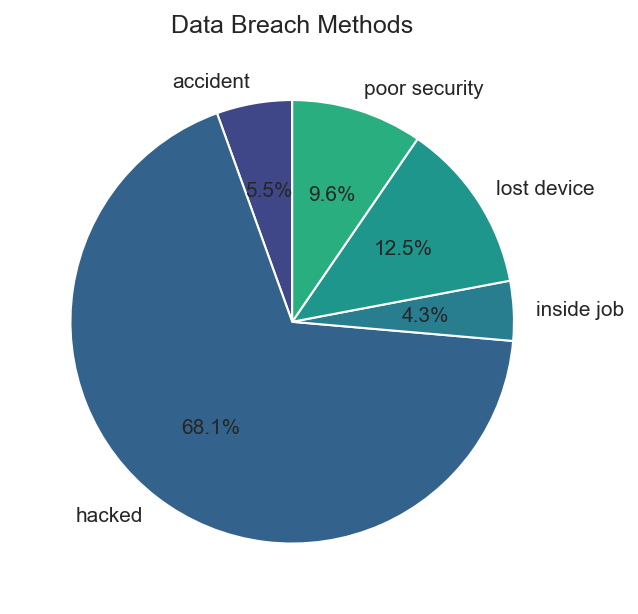 Data Breach Methods
accident
poor security
5.5%
9.6%
lost device
12.5%
inside job
4.3%
68.1%
hacked